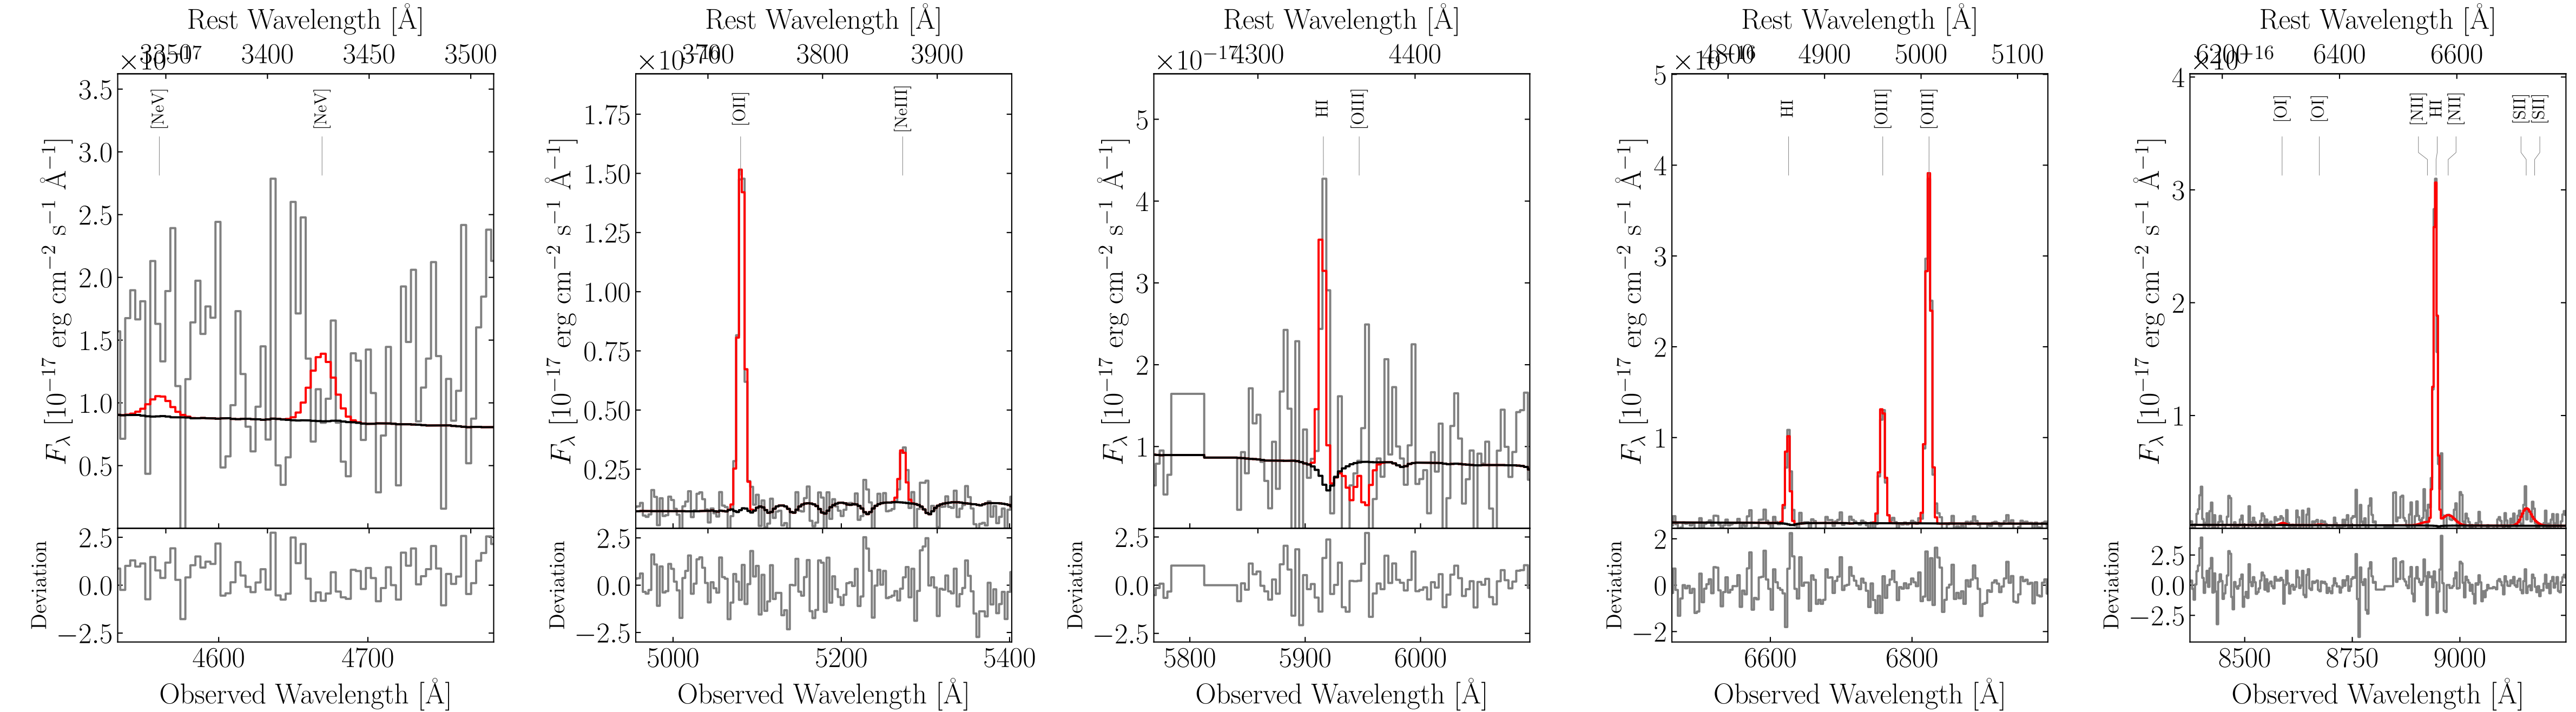 Rest Wavelength [Å]
3400 3450 3500
[NeV] [NeV]
3.5
3.0
2.5
2.0
1.5
1.0
0.5
F_λ [10⁻¹⁷ erg cm⁻² s⁻¹ Å⁻¹]
2.5
0.0
−2.5
Deviation
4600 4700
Observed Wavelength [Å]
Rest Wavelength [Å]
3800 3900
[OII] [NeIII]
1.75
1.50
1.25
1.00
0.75
0.50
0.25
F_λ [10⁻¹⁷ erg cm⁻² s⁻¹ Å⁻¹]
2.5
0.0
−2.5
Deviation
5000 5200 5400
Observed Wavelength [Å]
Rest Wavelength [Å]
×10⁻¹⁷ 4300 4400
HI [OIII]
5
4
3
2
1
F_λ [10⁻¹⁷ erg cm⁻² s⁻¹ Å⁻¹]
2.5
0.0
−2.5
Deviation
5800 5900 6000
Observed Wavelength [Å]
Rest Wavelength [Å]
4900 5000 5100
HI [OIII] [OIII]
5
4
3
2
1
F_λ [10⁻¹⁷ erg cm⁻² s⁻¹ Å⁻¹]
2
0
−2
Deviation
6600 6800
Observed Wavelength [Å]
Rest Wavelength [Å]
6400 6600
[OI] [OI] [NII] HI [NII] [SII] [SII]
4
3
2
1
F_λ [10⁻¹⁷ erg cm⁻² s⁻¹ Å⁻¹]
2.5
0.0
−2.5
Deviation
8500 8750 9000
Observed Wavelength [Å]